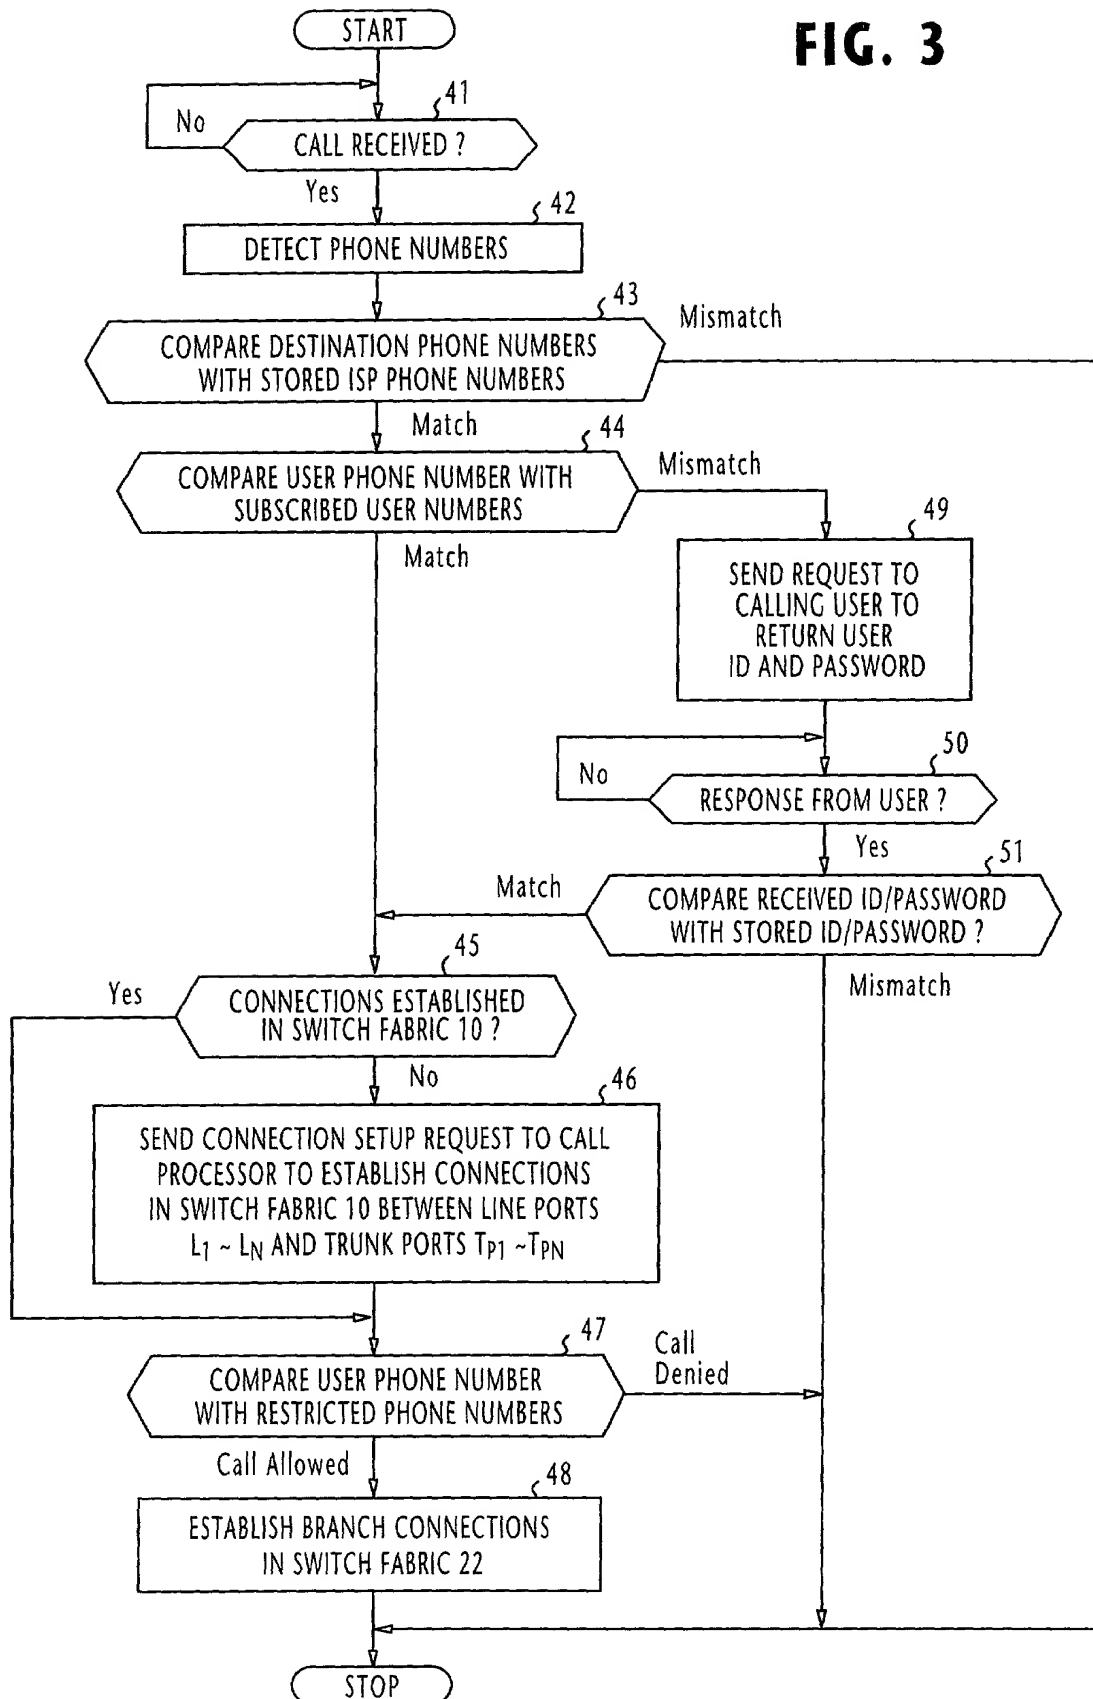 FIG. 3
START
41
No
CALL RECEIVED ?
Yes
42
DETECT PHONE NUMBERS
43
Mismatch
COMPARE DESTINATION PHONE NUMBERS
WITH STORED ISP PHONE NUMBERS
Match
44
COMPARE USER PHONE NUMBER WITH
SUBSCRIBED USER NUMBERS
Mismatch
Match
49
SEND REQUEST TO
CALLING USER TO
RETURN USER
ID AND PASSWORD
50
No
RESPONSE FROM USER ?
Yes
51
Match
COMPARE RECEIVED ID/PASSWORD
WITH STORED ID/PASSWORD ?
Mismatch
45
Yes
CONNECTIONS ESTABLISHED
IN SWITCH FABRIC 10 ?
No
46
SEND CONNECTION SETUP REQUEST TO CALL
PROCESSOR TO ESTABLISH CONNECTIONS
IN SWITCH FABRIC 10 BETWEEN LINE PORTS
L1 ~ LN AND TRUNK PORTS TP1 ~TPN
47
Call
Denied
COMPARE USER PHONE NUMBER
WITH RESTRICTED PHONE NUMBERS
Call Allowed
48
ESTABLISH BRANCH CONNECTIONS
IN SWITCH FABRIC 22
STOP